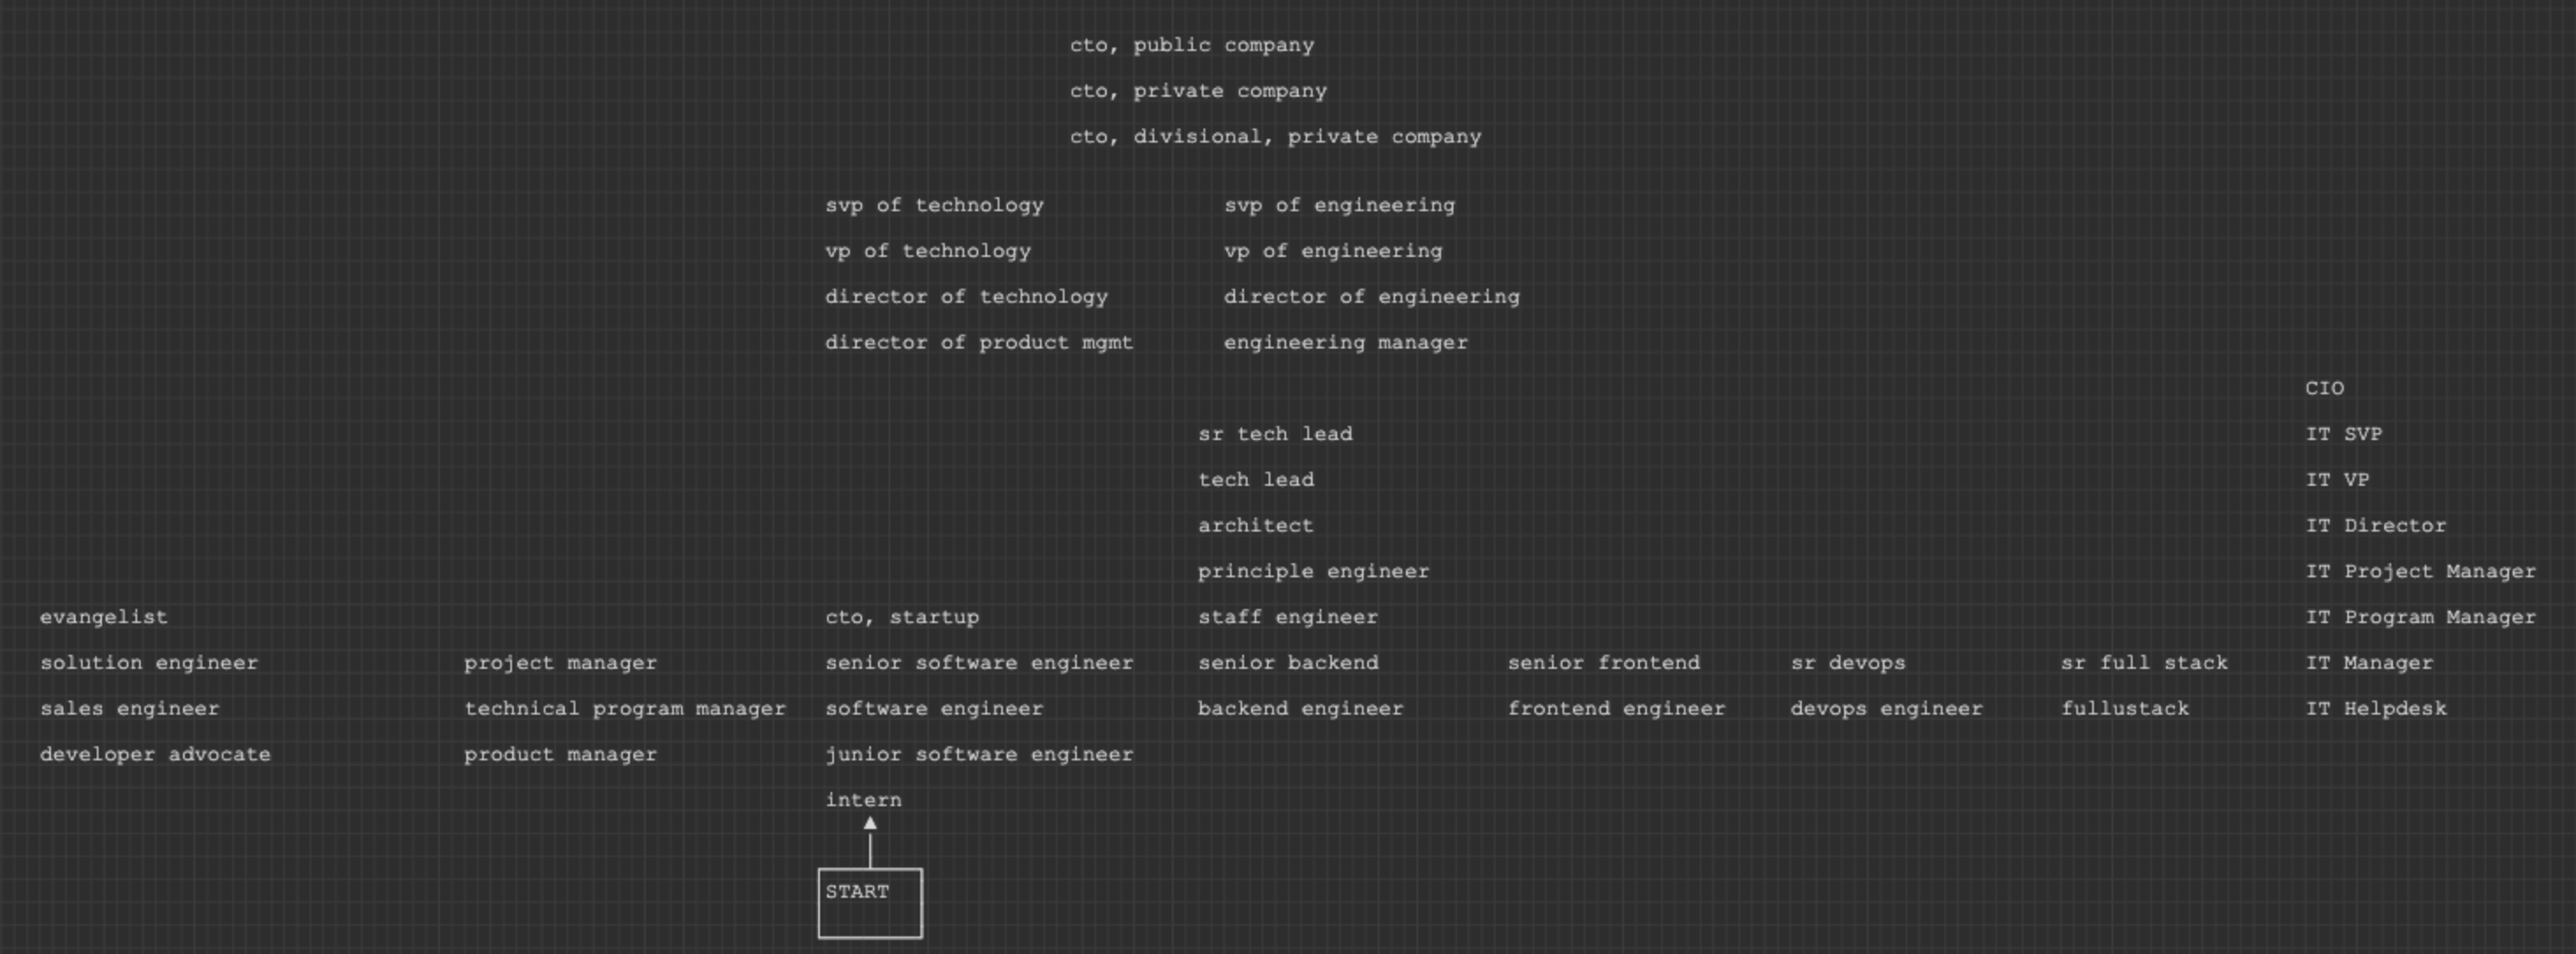 cto, public company
cto, private company
cto, divisional, private company
svp of technology svp of engineering
vp of technology vp of engineering
director of technology director of engineering
director of product mgmt engineering manager
CIO
sr tech lead IT SVP
tech lead IT VP
architect IT Director
principle engineer IT Project Manager
evangelist cto, startup staff engineer IT Program Manager
solution engineer project manager senior software engineer senior backend senior frontend sr devops sr full stack IT Manager
sales engineer technical program manager software engineer backend engineer frontend engineer devops engineer fullustack IT Helpdesk
developer advocate product manager junior software engineer
intern
START